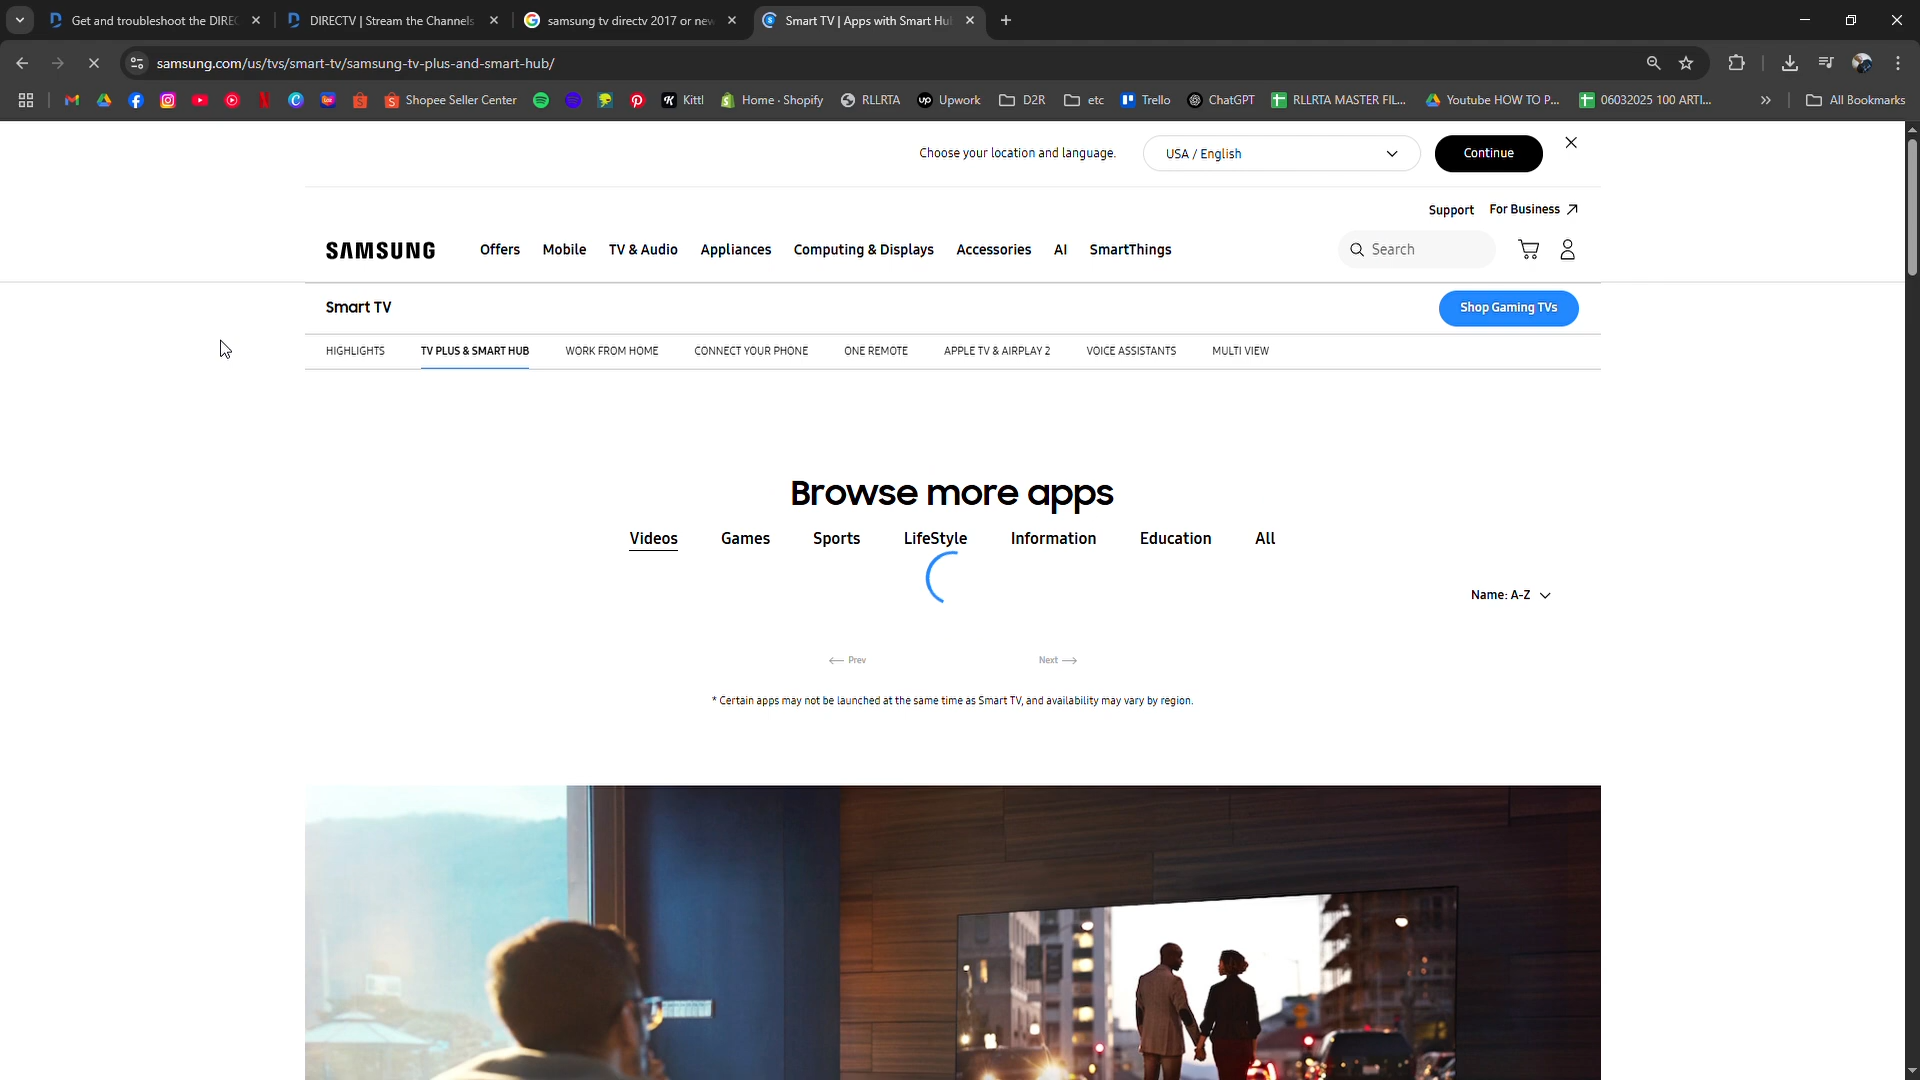 Get and troubleshoot the DIREC
DIRECTV | Stream the Channels
samsung tv directv 2017 or new
Smart TV | Apps with Smart Hu
samsung.com/us/tvs/smart-tv/samsung-tv-plus-and-smart-hub/
Shopee Seller Center
Kittl
Home · Shopify
RLLRTA
Upwork
D2R
etc
Trello
ChatGPT
RLLRTA MASTER FIL...
Youtube HOW TO P...
06032025 100 ARTI...
All Bookmarks
Choose your location and language.
USA / English
Continue
Support
For Business
SAMSUNG
Offers
Mobile
TV & Audio
Appliances
Computing & Displays
Accessories
AI
SmartThings
Search
Smart TV
Shop Gaming TVs
HIGHLIGHTS
TV PLUS & SMART HUB
WORK FROM HOME
CONNECT YOUR PHONE
ONE REMOTE
APPLE TV & AIRPLAY 2
VOICE ASSISTANTS
MULTI VIEW
Browse more apps
Videos
Games
Sports
LifeStyle
Information
Education
All
Name: A-Z
Prev
Next
* Certain apps may not be launched at the same time as Smart TV, and availability may vary by region.